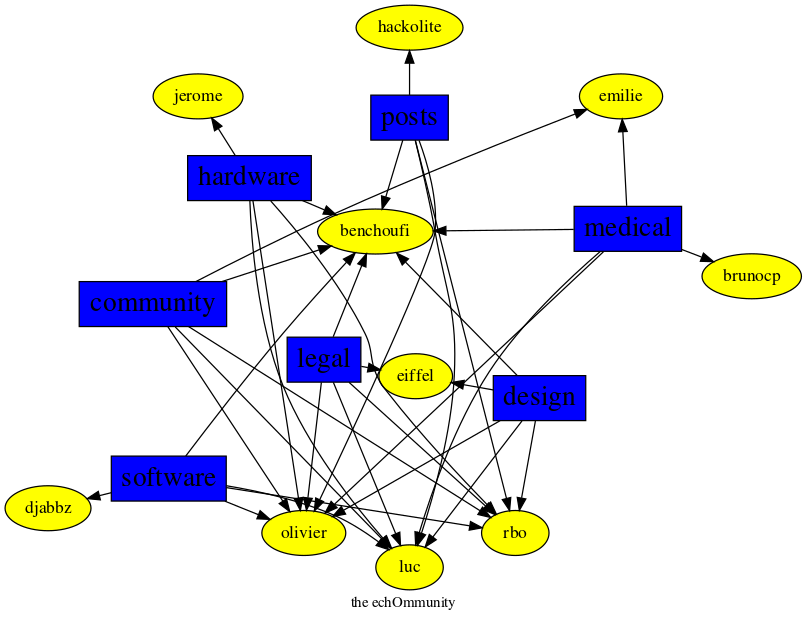 hackolite
jerome
emilie
posts
hardware
benchoufi
medical
brunocp
community
legal
eiffel
design
software
djabbz
olivier
rbo
luc
the echOmmunity